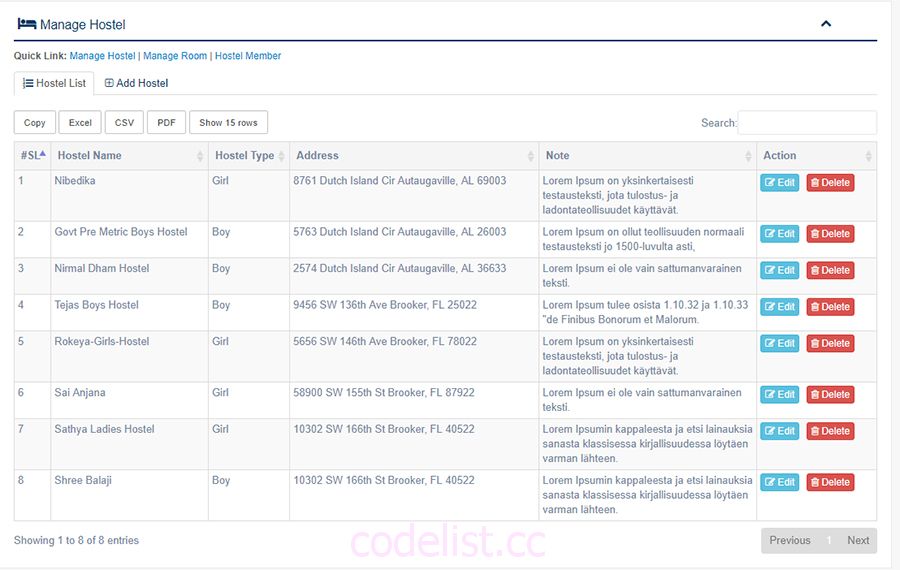 Manage Hostel
Quick Link: Manage Hostel | Manage Room | Hostel Member
Hostel List Add Hostel
Copy Excel CSV PDF Show 15 rows Search:
#SL Hostel Name Hostel Type Address Note Action
1 Nibedika Girl 8761 Dutch Island Cir Autaugaville, AL 69003 Lorem Ipsum on yksinkertaisesti Edit Delete
testausteksti, jota tulostus- ja
ladontateollisuudet käyttävät.
2 Govt Pre Metric Boys Hostel Boy 5763 Dutch Island Cir Autaugaville, AL 26003 Lorem Ipsum on ollut teollisuuden normaali Edit Delete
testausteksti jo 1500-luvulta asti,
3 Nirmal Dham Hostel Boy 2574 Dutch Island Cir Autaugaville, AL 36633 Lorem Ipsum ei ole vain sattumanvarainen Edit Delete
teksti.
4 Tejas Boys Hostel Boy 9456 SW 136th Ave Brooker, FL 25022 Lorem Ipsum tulee osista 1.10.32 ja 1.10.33 Edit Delete
"de Finibus Bonorum et Malorum.
5 Rokeya-Girls-Hostel Girl 5656 SW 146th Ave Brooker, FL 78022 Lorem Ipsum on yksinkertaisesti Edit Delete
testausteksti, jota tulostus- ja
ladontateollisuudet käyttävät.
6 Sai Anjana Girl 58900 SW 155th St Brooker, FL 87922 Lorem Ipsum ei ole vain sattumanvarainen Edit Delete
teksti.
7 Sathya Ladies Hostel Girl 10302 SW 166th St Brooker, FL 40522 Lorem Ipsumin kappaleesta ja etsi lainauksia Edit Delete
sanasta klassisessa kirjallisuudessa löytäen
varman lähteen.
8 Shree Balaji Boy 10302 SW 166th St Brooker, FL 40522 Lorem Ipsumin kappaleesta ja etsi lainauksia Edit Delete
sanasta klassisessa kirjallisuudessa löytäen
varman lähteen.
Showing 1 to 8 of 8 entries codelist.cc Previous 1 Next